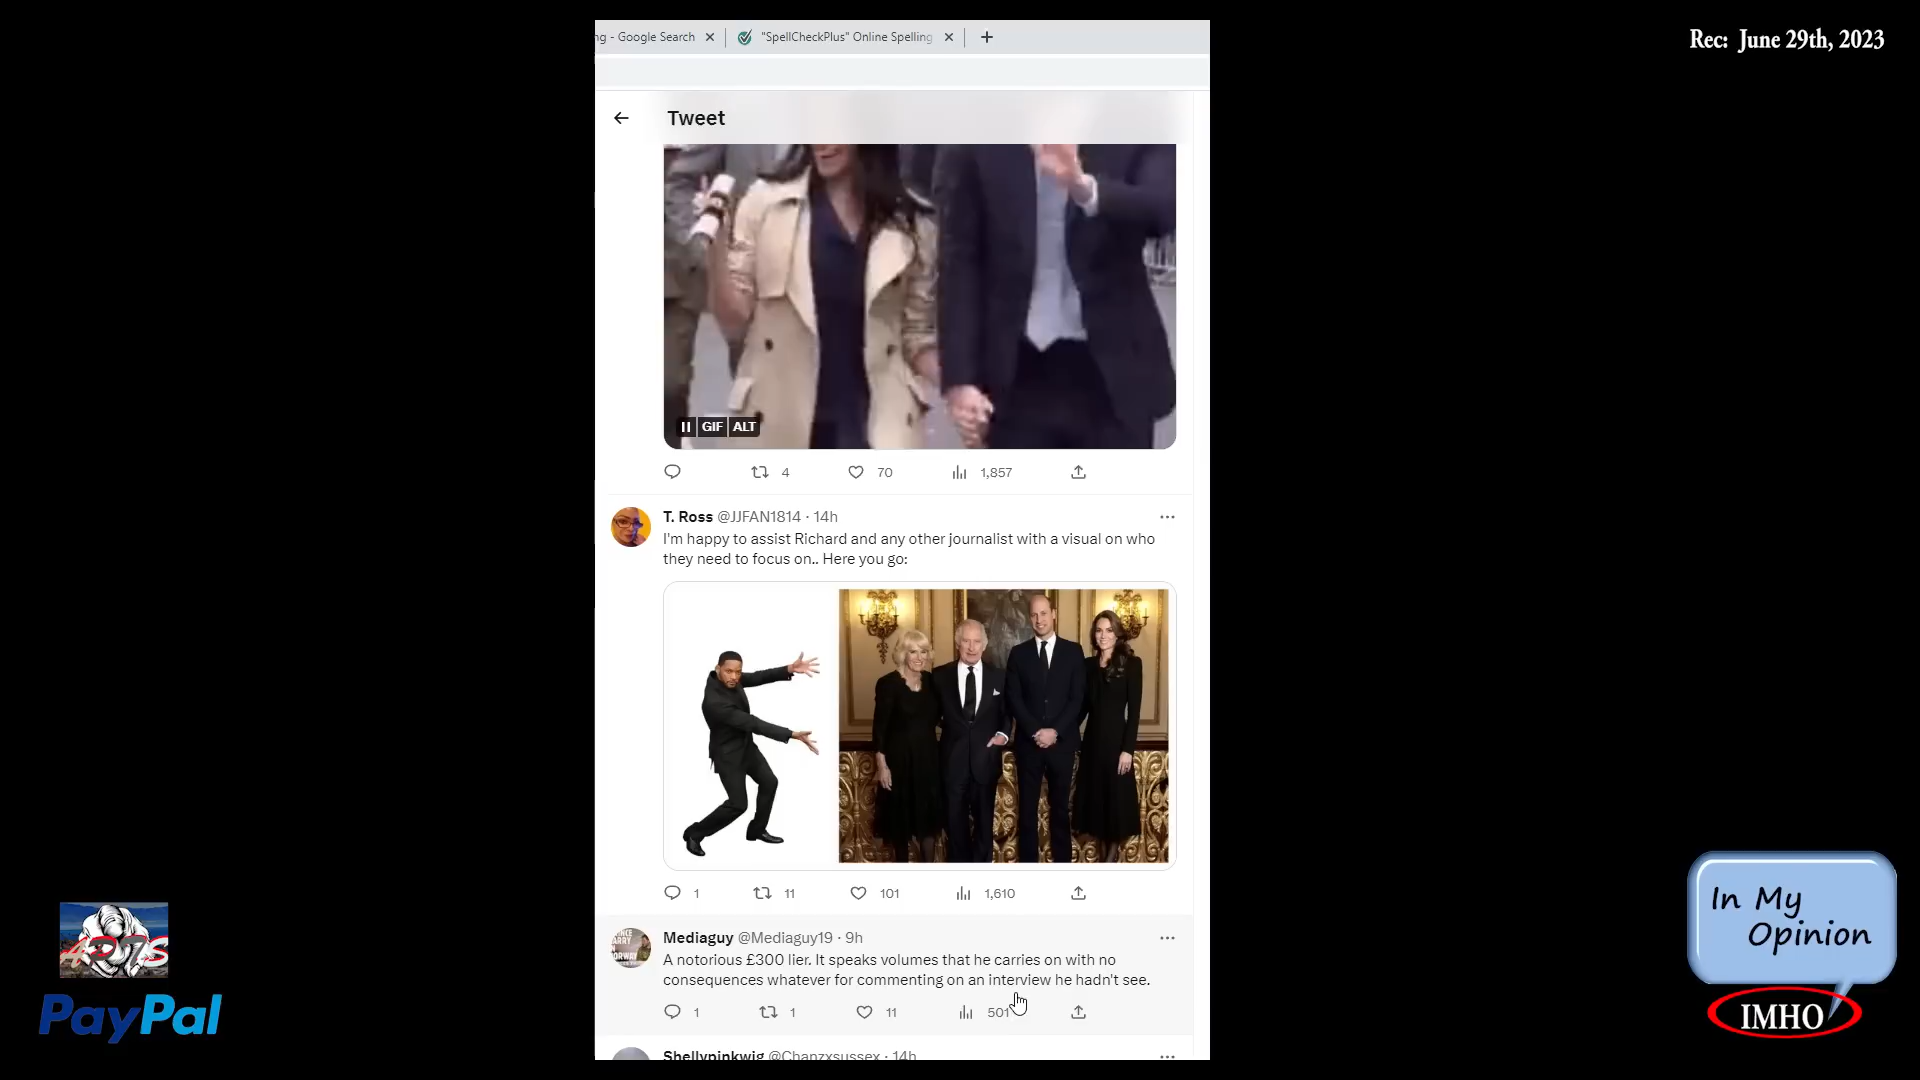 ng - Google Search
"SpellCheckPlus" Online Spelling
Rec: June 29th, 2023
Tweet
GIF ALT
4 70 1,857
T. Ross @JJFAN1814 · 14h
I'm happy to assist Richard and any other journalist with a visual on who
they need to focus on.. Here you go:
1 11 101 1,610
Mediaguy @Mediaguy19 · 9h
A notorious £300 lier. It speaks volumes that he carries on with no
consequences whatever for commenting on an interview he hadn't see.
1 1 11 501
Shellypinkwig @Chanzxsussex · 14h
PayPal
In My
Opinion
IMHO